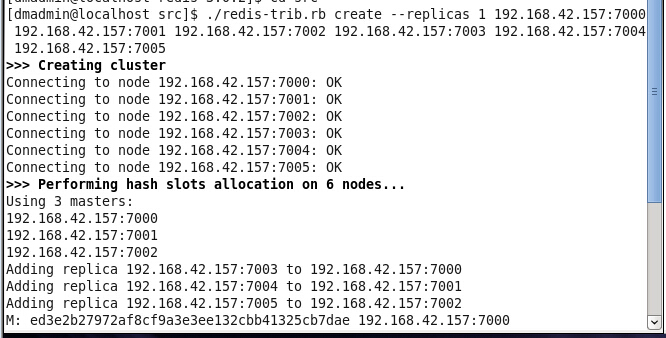 [dmadmin@localhost redis-3.0.2]$ cd src
[dmadmin@localhost src]$ ./redis-trib.rb create --replicas 1 192.168.42.157:7000
192.168.42.157:7001 192.168.42.157:7002 192.168.42.157:7003 192.168.42.157:7004
192.168.42.157:7005
>>> Creating cluster
Connecting to node 192.168.42.157:7000: OK
Connecting to node 192.168.42.157:7001: OK
Connecting to node 192.168.42.157:7002: OK
Connecting to node 192.168.42.157:7003: OK
Connecting to node 192.168.42.157:7004: OK
Connecting to node 192.168.42.157:7005: OK
>>> Performing hash slots allocation on 6 nodes...
Using 3 masters:
192.168.42.157:7000
192.168.42.157:7001
192.168.42.157:7002
Adding replica 192.168.42.157:7003 to 192.168.42.157:7000
Adding replica 192.168.42.157:7004 to 192.168.42.157:7001
Adding replica 192.168.42.157:7005 to 192.168.42.157:7002
M: ed3e2b27972af8cf9a3e3ee132cbb41325cb7dae 192.168.42.157:7000